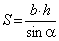 S = b · h / sin α